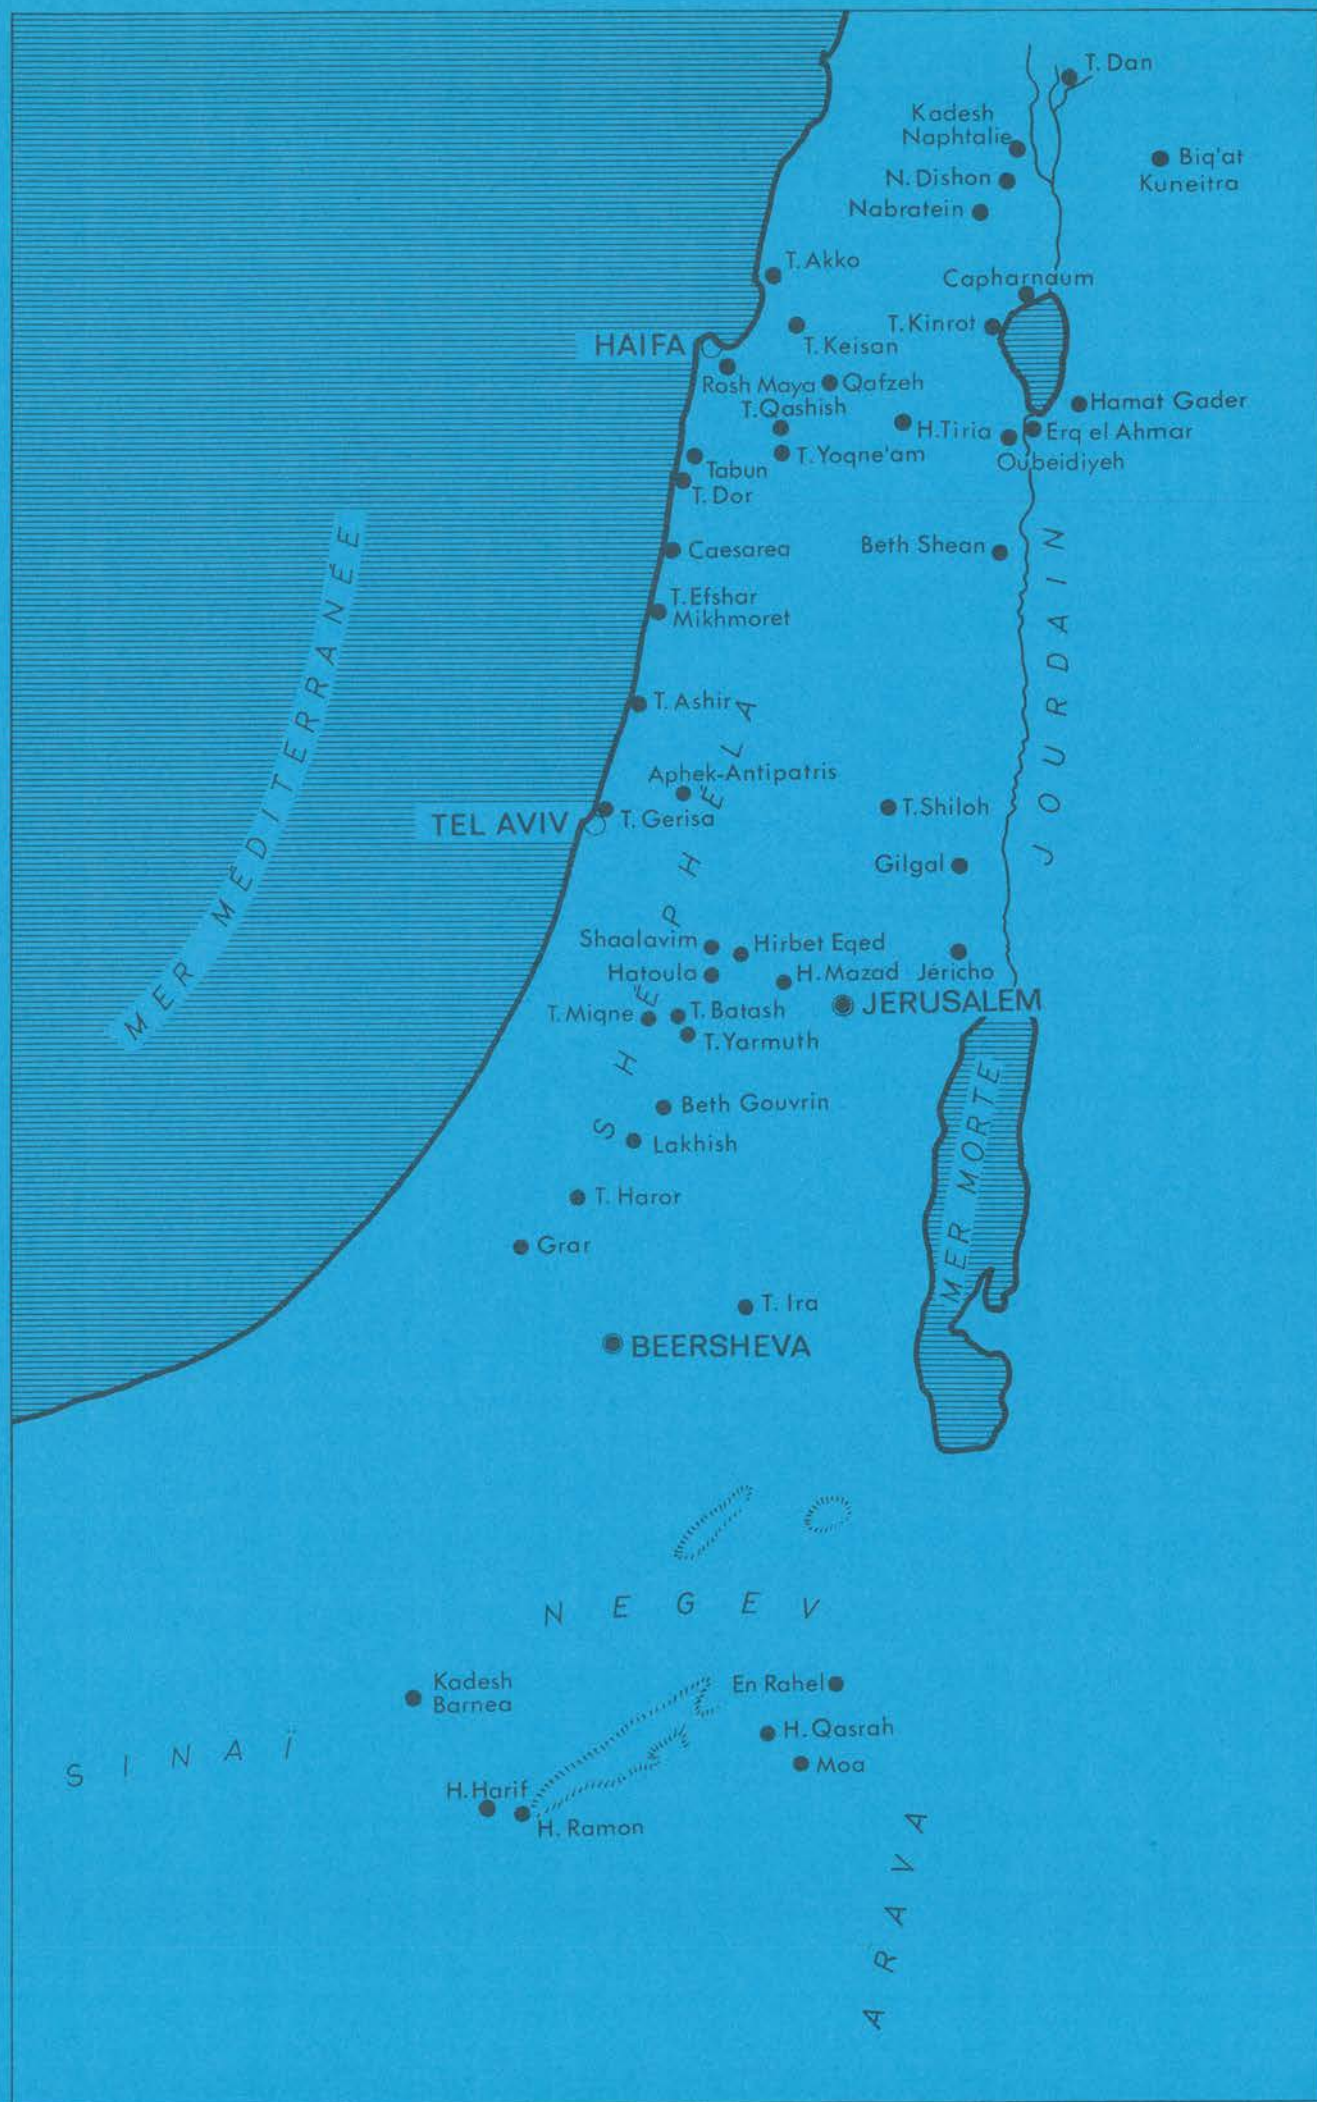 T. Dan
Kadesh
Naphtalie
Biq'at
Kuneitra
N. Dishon
Nabratein
T. Akko
Capharnaum
T. Kinrot
T. Keisan
HAIFA
Rosh Maya
Qafzeh
T. Qashish
Hamat Gader
H. Tiria
Erq el Ahmar
T. Yoqne'am
Oubeidiyeh
Tabun
T. Dor
Caesarea
Beth Shean
T. Efshar
Mikhmoret
MER MÉDITERRANÉE
JOURDAIN
T. Ashir
SHÉPHÉLA
Aphek-Antipatris
T. Gerisa
TEL AVIV
T. Shiloh
Gilgal
Shaalavim
Hirbet Eqed
Hatoula
H. Mazad
Jéricho
T. Miqne
T. Batash
JERUSALEM
T. Yarmuth
Beth Gouvrin
Lakhish
MER MORTE
T. Haror
Grar
T. Ira
BEERSHEVA
NEGEV
Kadesh
Barnea
En Rahel
H. Qasrah
SINAÏ
Moa
H. Harif
H. Ramon
ARAVA